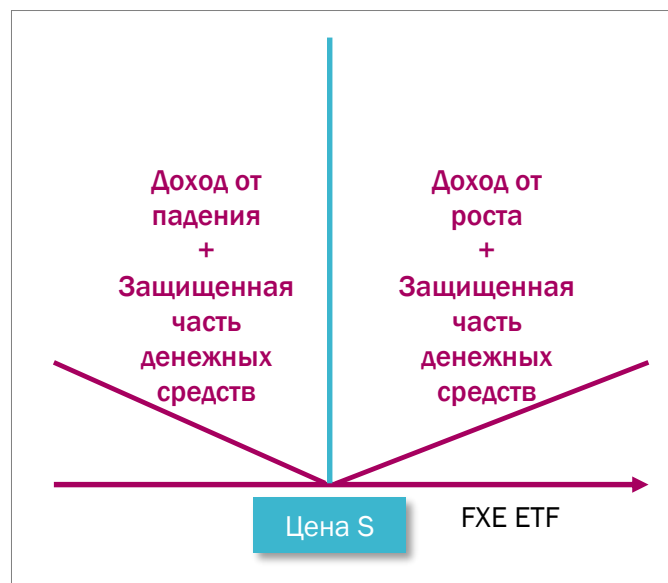 Доход от
падения
+
Защищенная
часть
денежных
средств
Доход от
роста
+
Защищенная
часть
денежных
средств
Цена S
FXE ETF